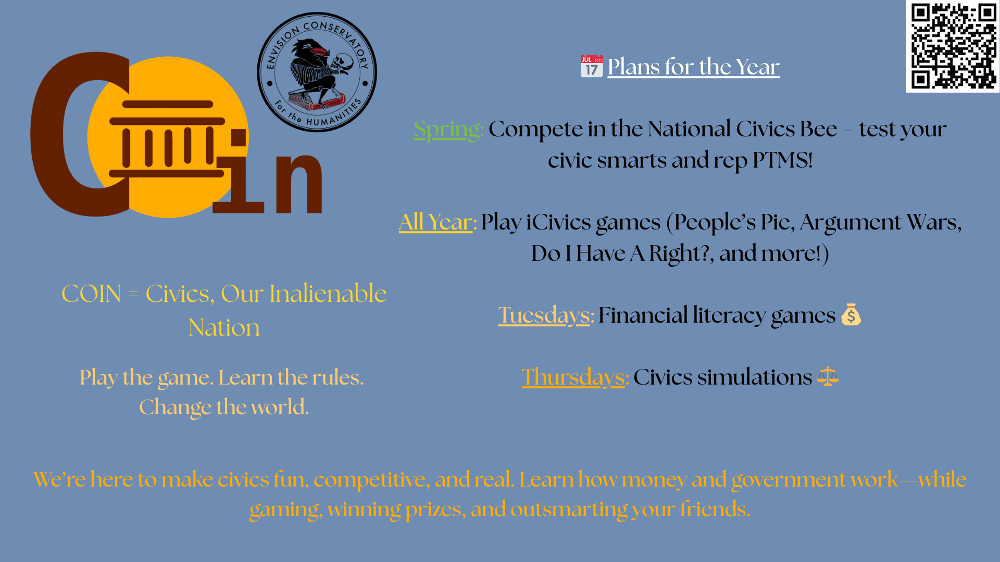 Coin
ENVISION CONSERVATORY
for the HUMANITIES
COIN = Civics, Our Inalienable
Nation
Play the game. Learn the rules.
Change the world.
JUL
17
Plans for the Year
Spring: Compete in the National Civics Bee – test your
civic smarts and rep PTMS!
All Year: Play iCivics games (People’s Pie, Argument Wars,
Do I Have A Right?, and more!)
Tuesdays: Financial literacy games
Thursdays: Civics simulations
We’re here to make civics fun, competitive, and real. Learn how money and government work—while
gaming, winning prizes, and outsmarting your friends.